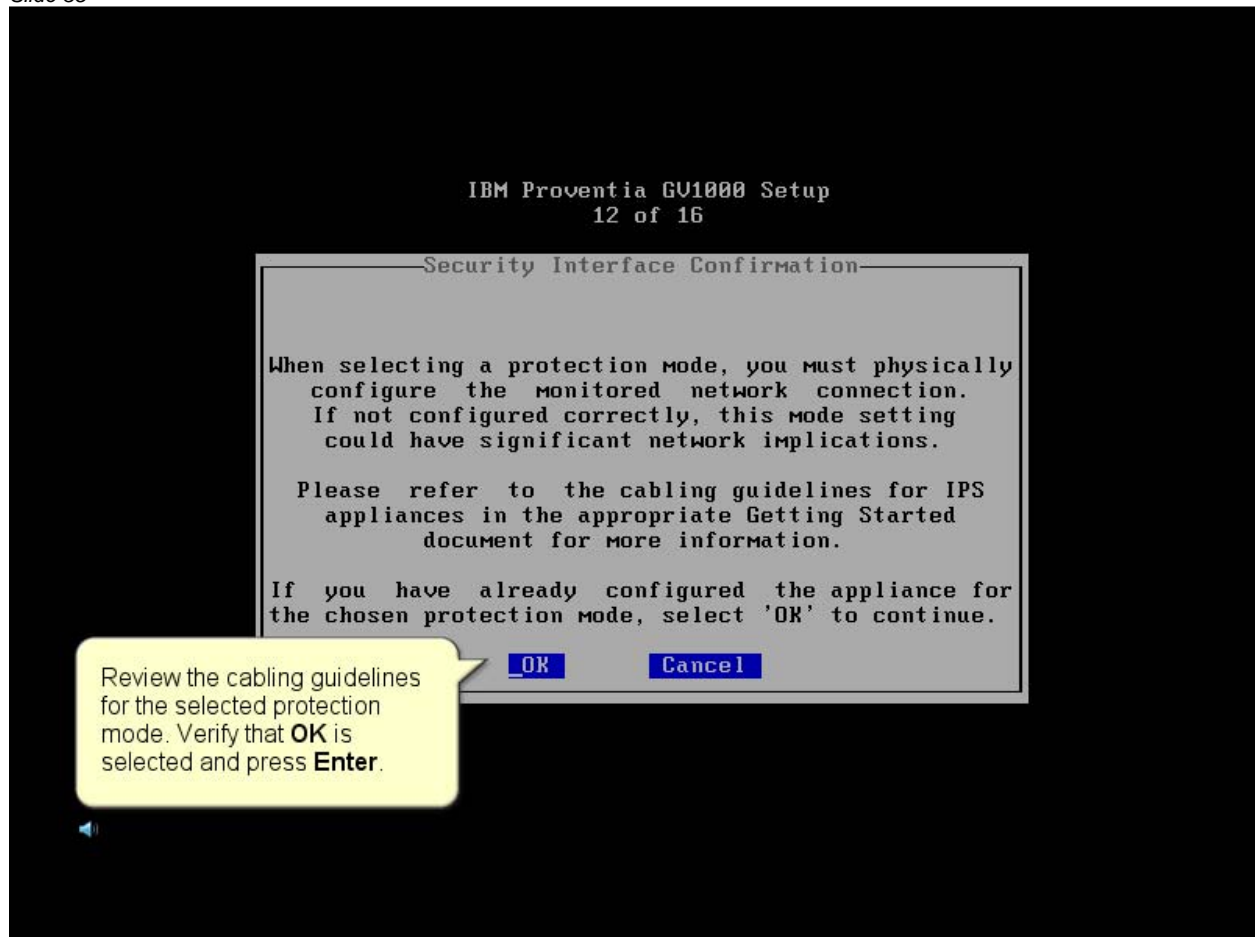 IBM Proventia GV1000 Setup
12 of 16
Security Interface Confirmation
When selecting a protection mode, you must physically
configure the monitored network connection.
If not configured correctly, this mode setting
could have significant network implications.
Please refer to the cabling guidelines for IPS
appliances in the appropriate Getting Started
document for more information.
If you have already configured the appliance for
the chosen protection mode, select 'OK' to continue.
OK Cancel
Review the cabling guidelines
for the selected protection
mode. Verify that OK is
selected and press Enter.